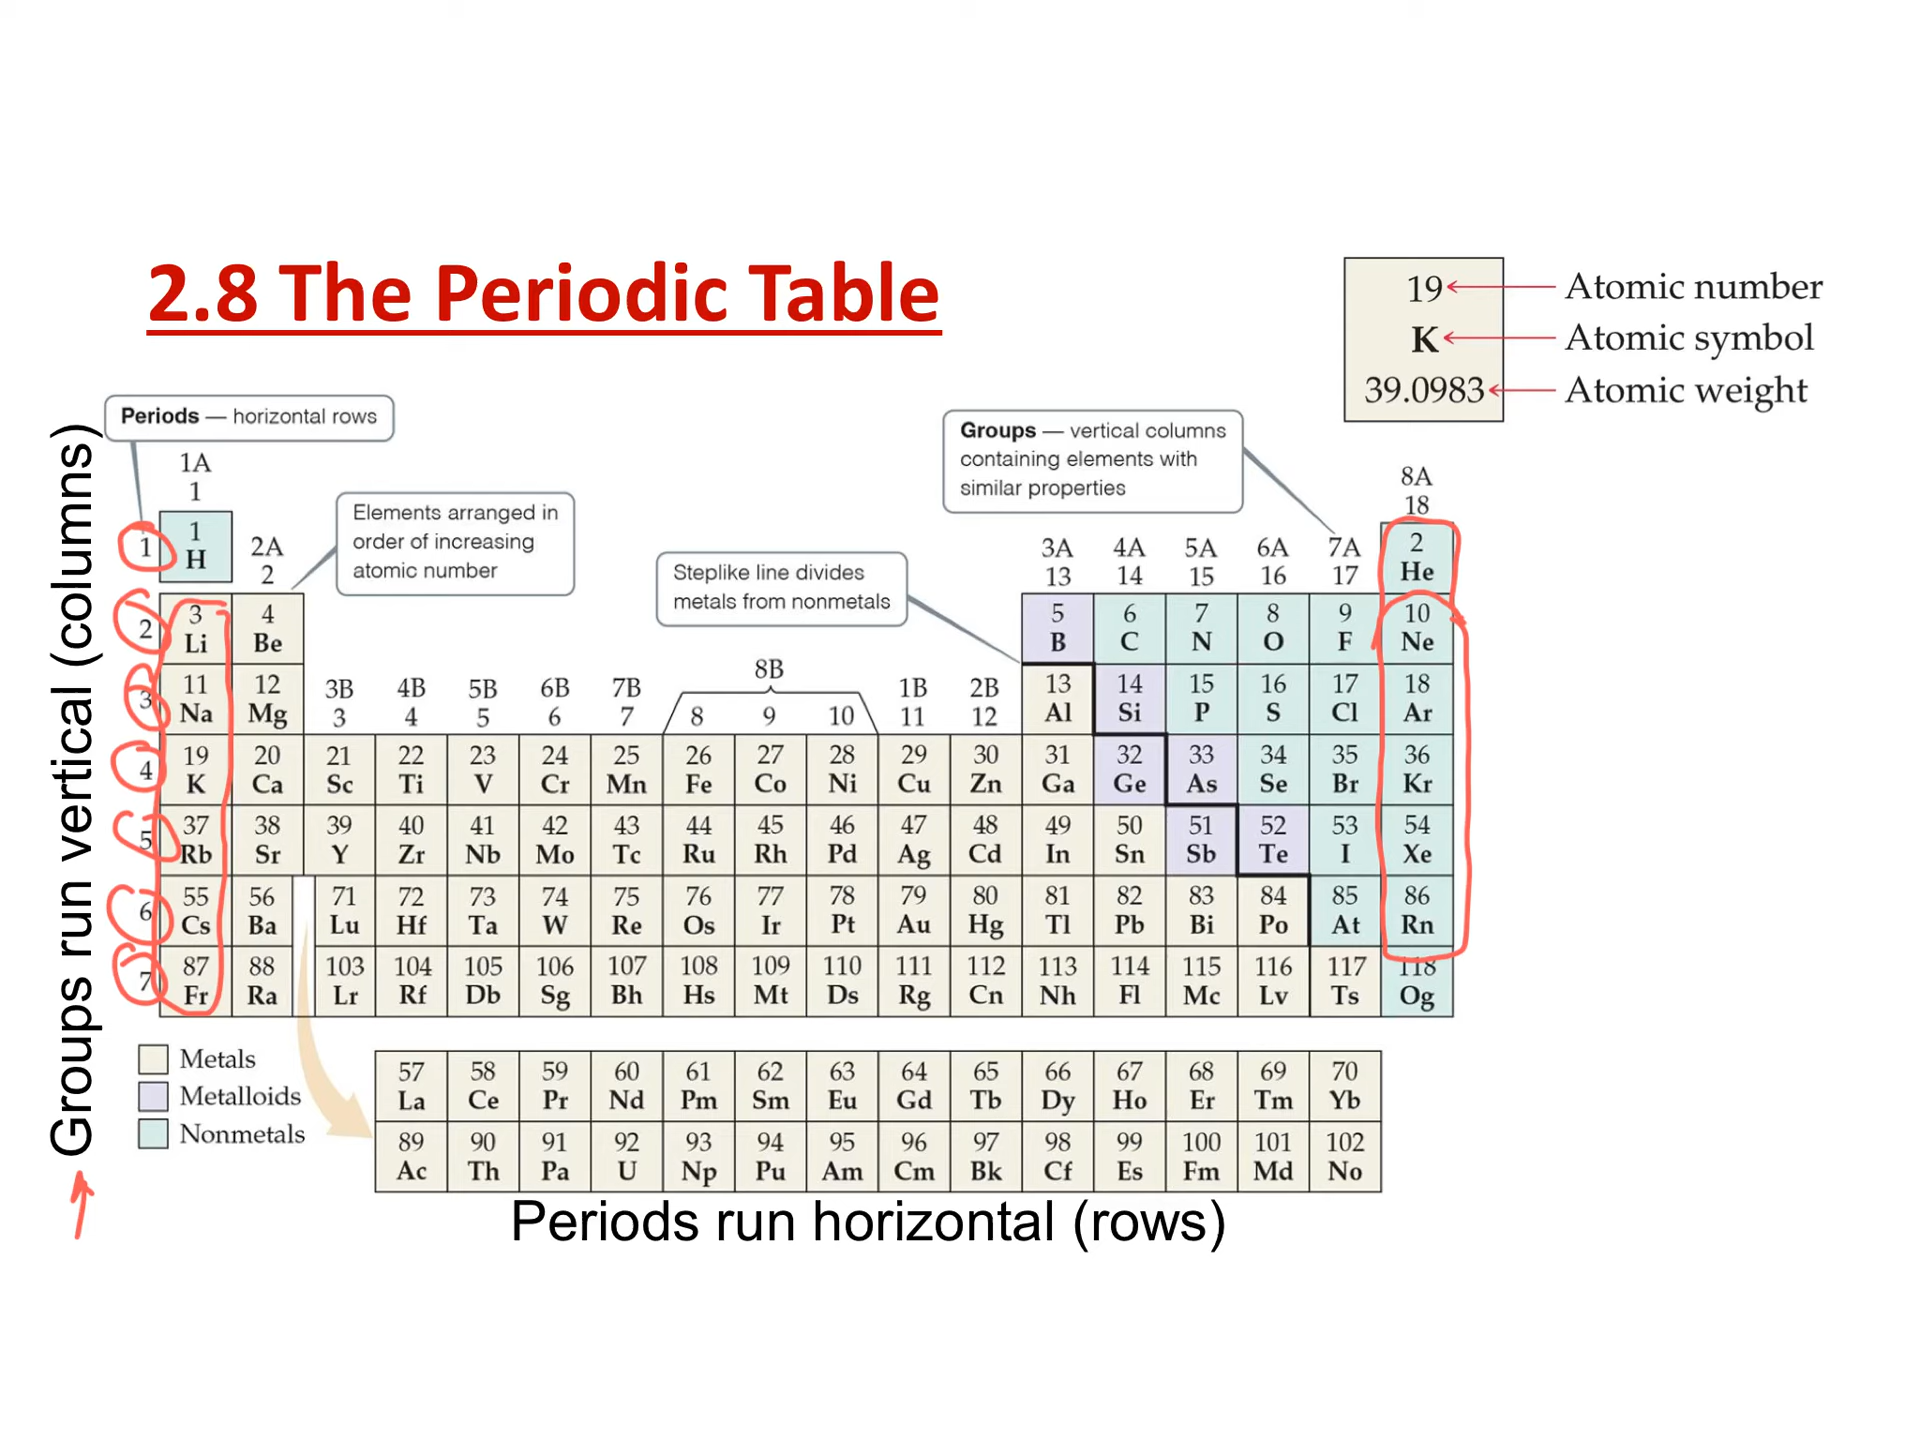 2.8 The Periodic Table
19 Atomic number
K Atomic symbol
39.0983 Atomic weight
Groups run vertical (columns)
Periods — horizontal rows
Groups — vertical columns
containing elements with
similar properties
Elements arranged in
order of increasing
atomic number
Steplike line divides
metals from nonmetals
1A 8A
1 18
1 1 2
H 2A 3A 4A 5A 6A 7A He
2 13 14 15 16 17
2 3 4 5 6 7 8 9 10
Li Be B C N O F Ne
8B
3 11 12 3B 4B 5B 6B 7B 1B 2B 13 14 15 16 17 18
Na Mg 3 4 5 6 7 8 9 10 11 12 Al Si P S Cl Ar
4 19 20 21 22 23 24 25 26 27 28 29 30 31 32 33 34 35 36
K Ca Sc Ti V Cr Mn Fe Co Ni Cu Zn Ga Ge As Se Br Kr
5 37 38 39 40 41 42 43 44 45 46 47 48 49 50 51 52 53 54
Rb Sr Y Zr Nb Mo Tc Ru Rh Pd Ag Cd In Sn Sb Te I Xe
6 55 56 71 72 73 74 75 76 77 78 79 80 81 82 83 84 85 86
Cs Ba Lu Hf Ta W Re Os Ir Pt Au Hg Tl Pb Bi Po At Rn
7 87 88 103 104 105 106 107 108 109 110 111 112 113 114 115 116 117 118
Fr Ra Lr Rf Db Sg Bh Hs Mt Ds Rg Cn Nh Fl Mc Lv Ts Og
Metals
Metalloids
Nonmetals
57 58 59 60 61 62 63 64 65 66 67 68 69 70
La Ce Pr Nd Pm Sm Eu Gd Tb Dy Ho Er Tm Yb
89 90 91 92 93 94 95 96 97 98 99 100 101 102
Ac Th Pa U Np Pu Am Cm Bk Cf Es Fm Md No
Periods run horizontal (rows)